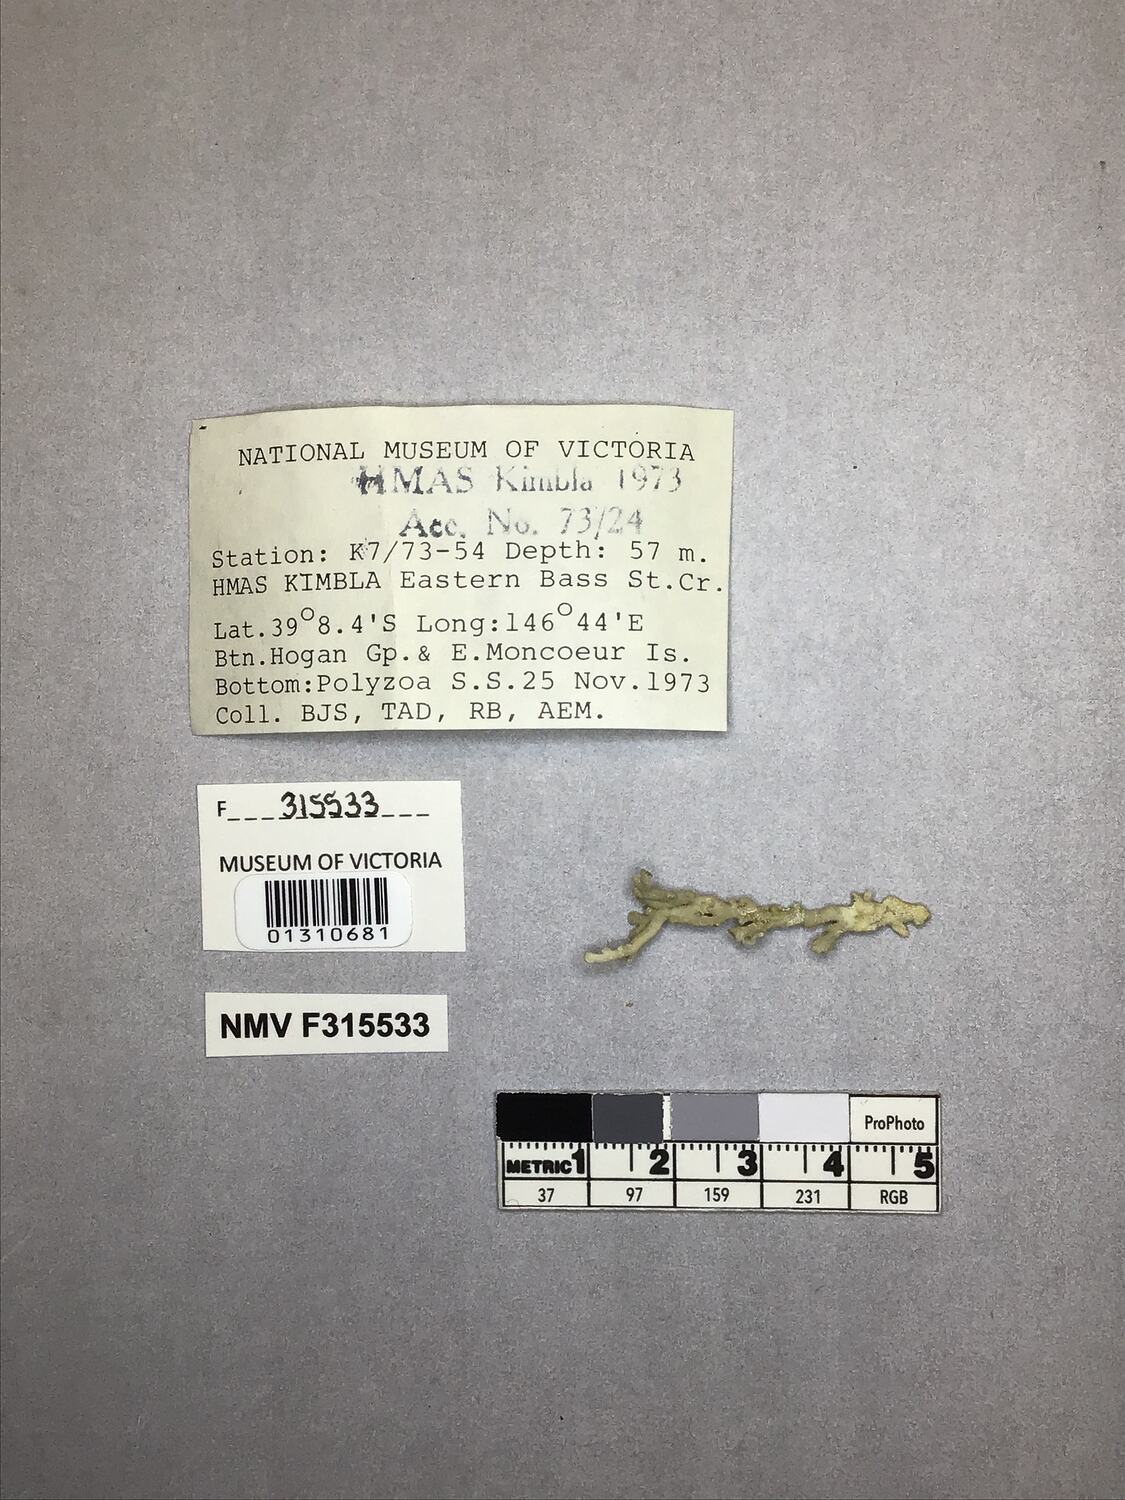 NATIONAL MUSEUM OF VICTORIA
HMAS Kimbla 1973
Acc. No. 73/24
Station: K7/73-54 Depth: 57 m.
HMAS KIMBLA Eastern Bass St.Cr.
Lat.39°8.4'S Long:146°44'E
Btn.Hogan Gp.& E.Moncoeur Is.
Bottom:Polyzoa S.S.25 Nov.1973
Coll. BJS, TAD, RB, AEM.
F___315533___
MUSEUM OF VICTORIA
01310681
NMV F315533
ProPhoto
METRIC 1 2 3 4 5
37 97 159 231 RGB